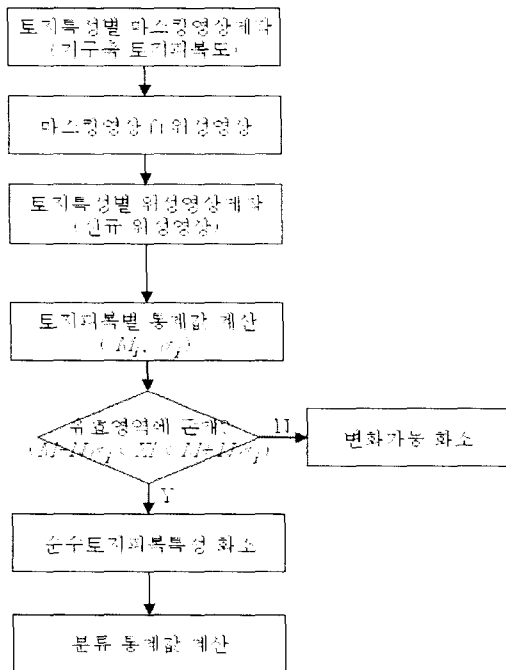 토지특성별 마스킹영상제작
(기구축 토지피복도)
마스킹영상 ∩ 위성영상
토지특성별 위성영상제작
(신규 위성영상)
토지피복별 통계값 계산
유효영역에 존재?
N
변화가능 화소
Y
순수토지피복특성 화소
분류 통계값 계산